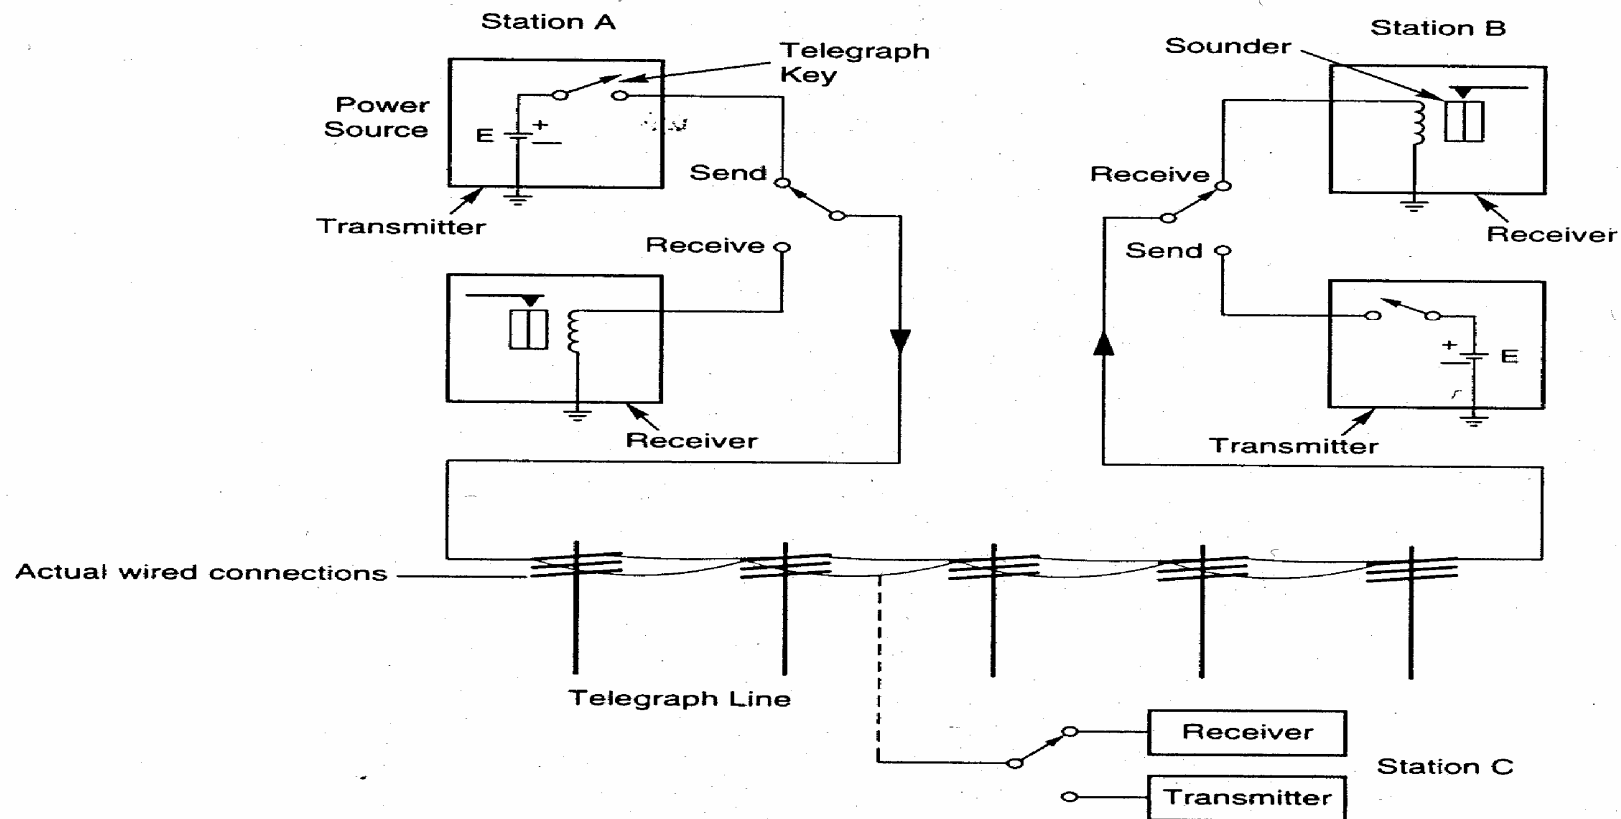 Station A
Station B
Telegraph
Key
Sounder
Power
Source
E
+
—
Send
Receive
Transmitter
Receiver
Receive
Send
+
—
E
Receiver
Transmitter
Actual wired connections
Telegraph Line
Receiver
Station C
Transmitter